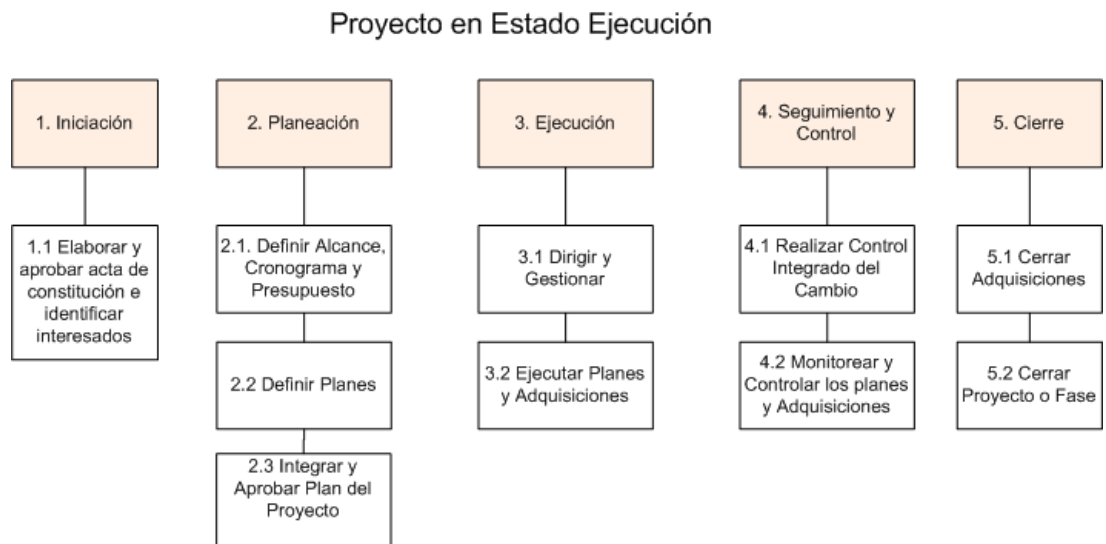 Proyecto en Estado Ejecución
1. Iniciación
2. Planeación
3. Ejecución
4. Seguimiento y
Control
5. Cierre
1.1 Elaborar y
aprobar acta de
constitución e
identificar
interesados
2.1. Definir Alcance,
Cronograma y
Presupuesto
2.2 Definir Planes
2.3 Integrar y
Aprobar Plan del
Proyecto
3.1 Dirigir y
Gestionar
3.2 Ejecutar Planes
y Adquisiciones
4.1 Realizar Control
Integrado del
Cambio
4.2 Monitorear y
Controlar los planes
y Adquisiciones
5.1 Cerrar
Adquisiciones
5.2 Cerrar
Proyecto o Fase